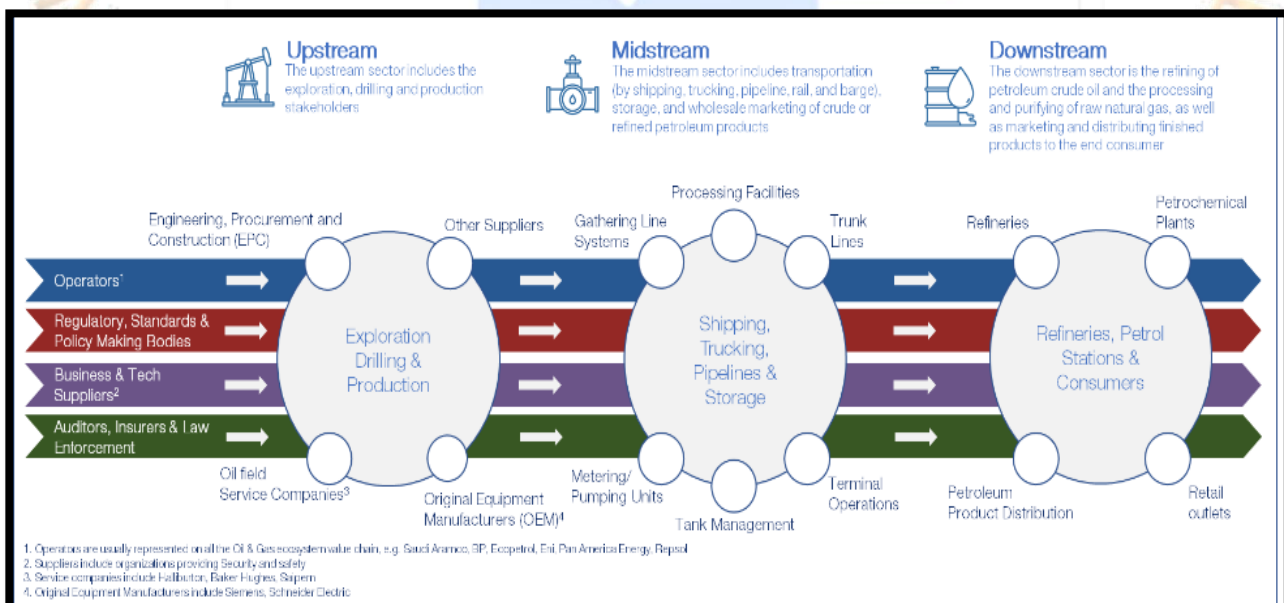 Upstream
The upstream sector includes the
exploration, drilling and production
stakeholders
Midstream
The midstream sector includes transportation
(by shipping, trucking, pipeline, rail, and barge),
storage, and wholesale marketing of crude or
refined petroleum products
Downstream
The downstream sector is the refining of
petroleum crude oil and the processing
and purifying of raw natural gas, as well
as marketing and distributing finished
products to the end consumer
Engineering, Procurement and
Construction (EPC)
Other Suppliers
Gathering Line
Systems
Processing Facilities
Trunk
Lines
Refineries
Petrochemical
Plants
Operators¹
Regulatory, Standards &
Policy Making Bodies
Business & Tech
Suppliers²
Auditors, Insurers & Law
Enforcement
Exploration
Drilling &
Production
Shipping,
Trucking,
Pipelines &
Storage
Refineries, Petrol
Stations &
Consumers
Oil field
Service Companies³
Original Equipment
Manufacturers (OEM)⁴
Metering/
Pumping Units
Tank Management
Terminal
Operations
Petroleum
Product Distribution
Retail
outlets
1. Operators are usually represented on all the Oil & Gas ecosystem value chain, e.g. Saudi Aramco, BP, Ecopetrol, Eni, Pan America Energy, Repsol
2. Suppliers include organizations providing Security and safety
3. Service companies include Halliburton, Baker Hughes, Saipem
4. Original Equipment Manufacturers include Siemens, Schneider Electric